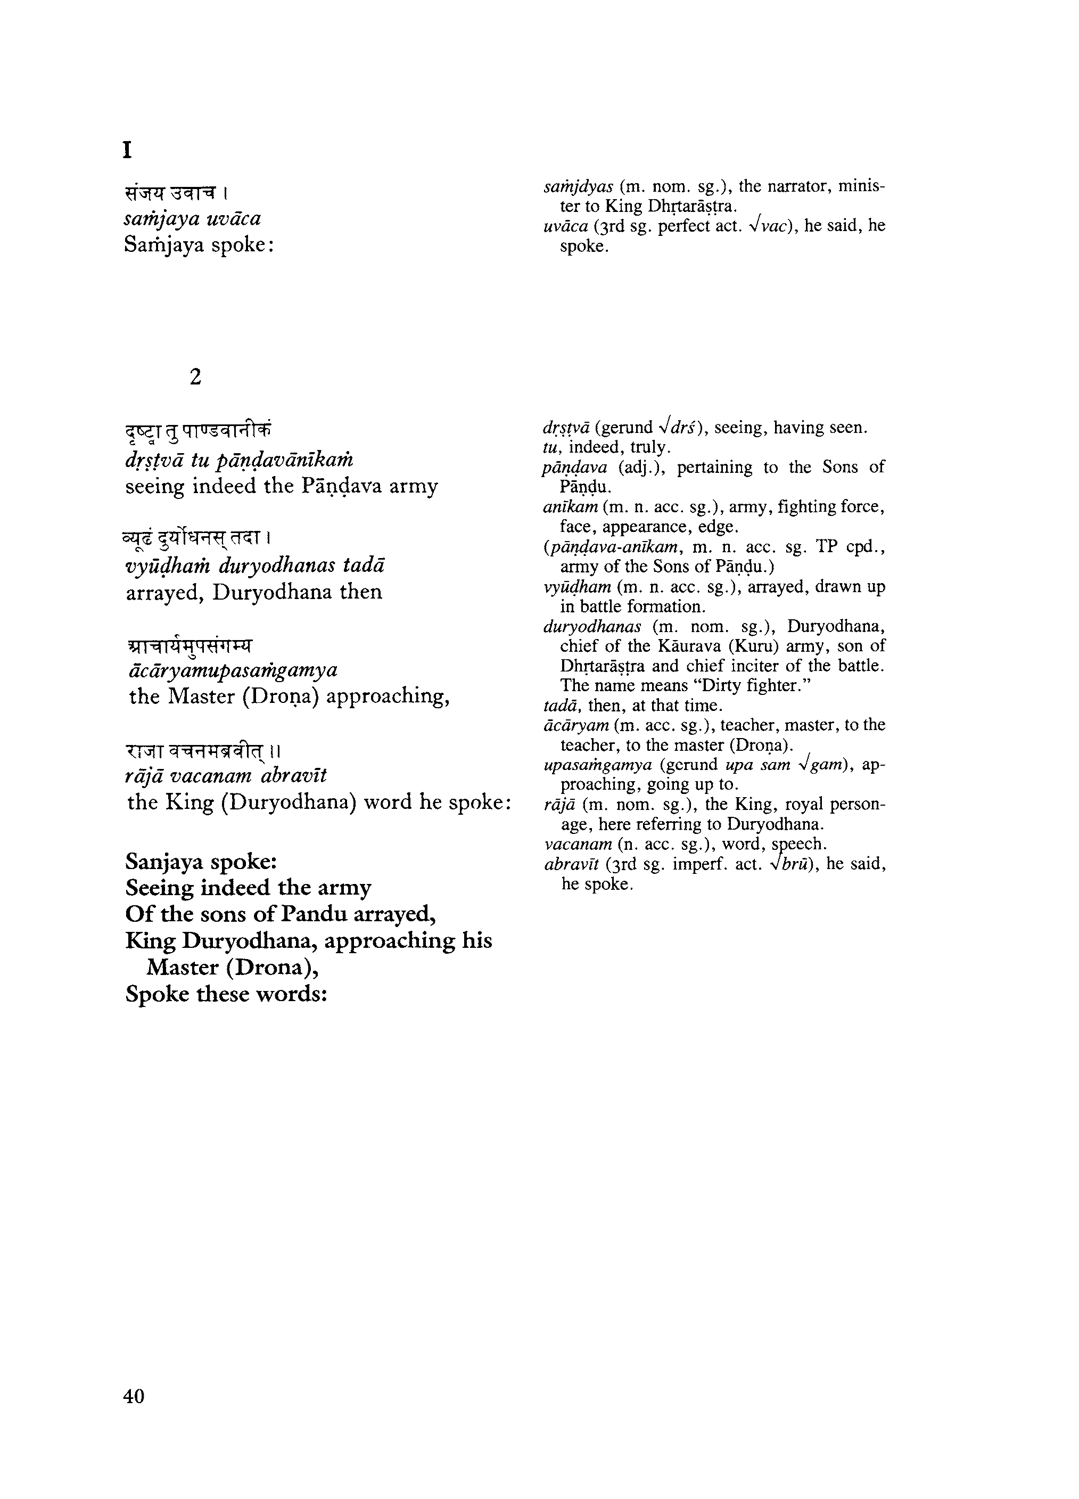 I
संजय उवाच ।
saṁjaya uvāca
Saṁjaya spoke:
saṁjdyas (m. nom. sg.), the narrator, minis-
ter to King Dhṛtarāṣṭra.
uvāca (3rd sg. perfect act. √vac), he said, he
spoke.
2
दृष्ट्वा तु पाण्डवानीकं
dṛṣṭvā tu pāṇḍavānīkaṁ
seeing indeed the Pāṇḍava army
व्यूढं दुर्योधनस् तदा ।
vyūḍhaṁ duryodhanas tadā
arrayed, Duryodhana then
आचार्यमुपसंगम्य
ācāryamupasaṁgamya
the Master (Droṇa) approaching,
राजा वचनमब्रवीत् ॥
rājā vacanam abravīt
the King (Duryodhana) word he spoke:
Sanjaya spoke:
Seeing indeed the army
Of the sons of Pandu arrayed,
King Duryodhana, approaching his
Master (Drona),
Spoke these words:
dṛṣṭvā (gerund √dṛś), seeing, having seen.
tu, indeed, truly.
pāṇḍava (adj.), pertaining to the Sons of
Pāṇḍu.
anīkam (m. n. acc. sg.), army, fighting force,
face, appearance, edge.
(pāṇḍava-anīkam, m. n. acc. sg. TP cpd.,
army of the Sons of Pāṇḍu.)
vyūḍham (m. n. acc. sg.), arrayed, drawn up
in battle formation.
duryodhanas (m. nom. sg.), Duryodhana,
chief of the Kāurava (Kuru) army, son of
Dhṛtarāṣṭra and chief inciter of the battle.
The name means “Dirty fighter.”
tadā, then, at that time.
ācāryam (m. acc. sg.), teacher, master, to the
teacher, to the master (Droṇa).
upasaṁgamya (gerund upa sam √gam), ap-
proaching, going up to.
rājā (m. nom. sg.), the King, royal person-
age, here referring to Duryodhana.
vacanam (n. acc. sg.), word, speech.
abravīt (3rd sg. imperf. act. √brū), he said,
he spoke.
40